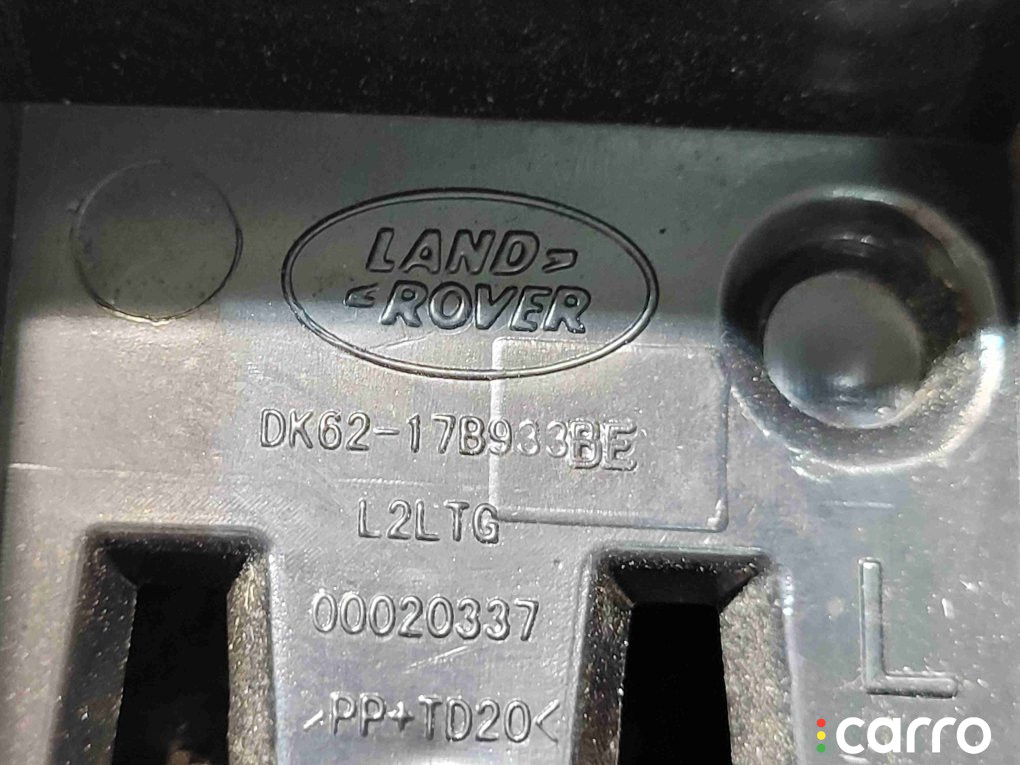 LAND
ROVER
DK62-17B933BE
L2LTG
00020337
>PP+TD20<
L
carro